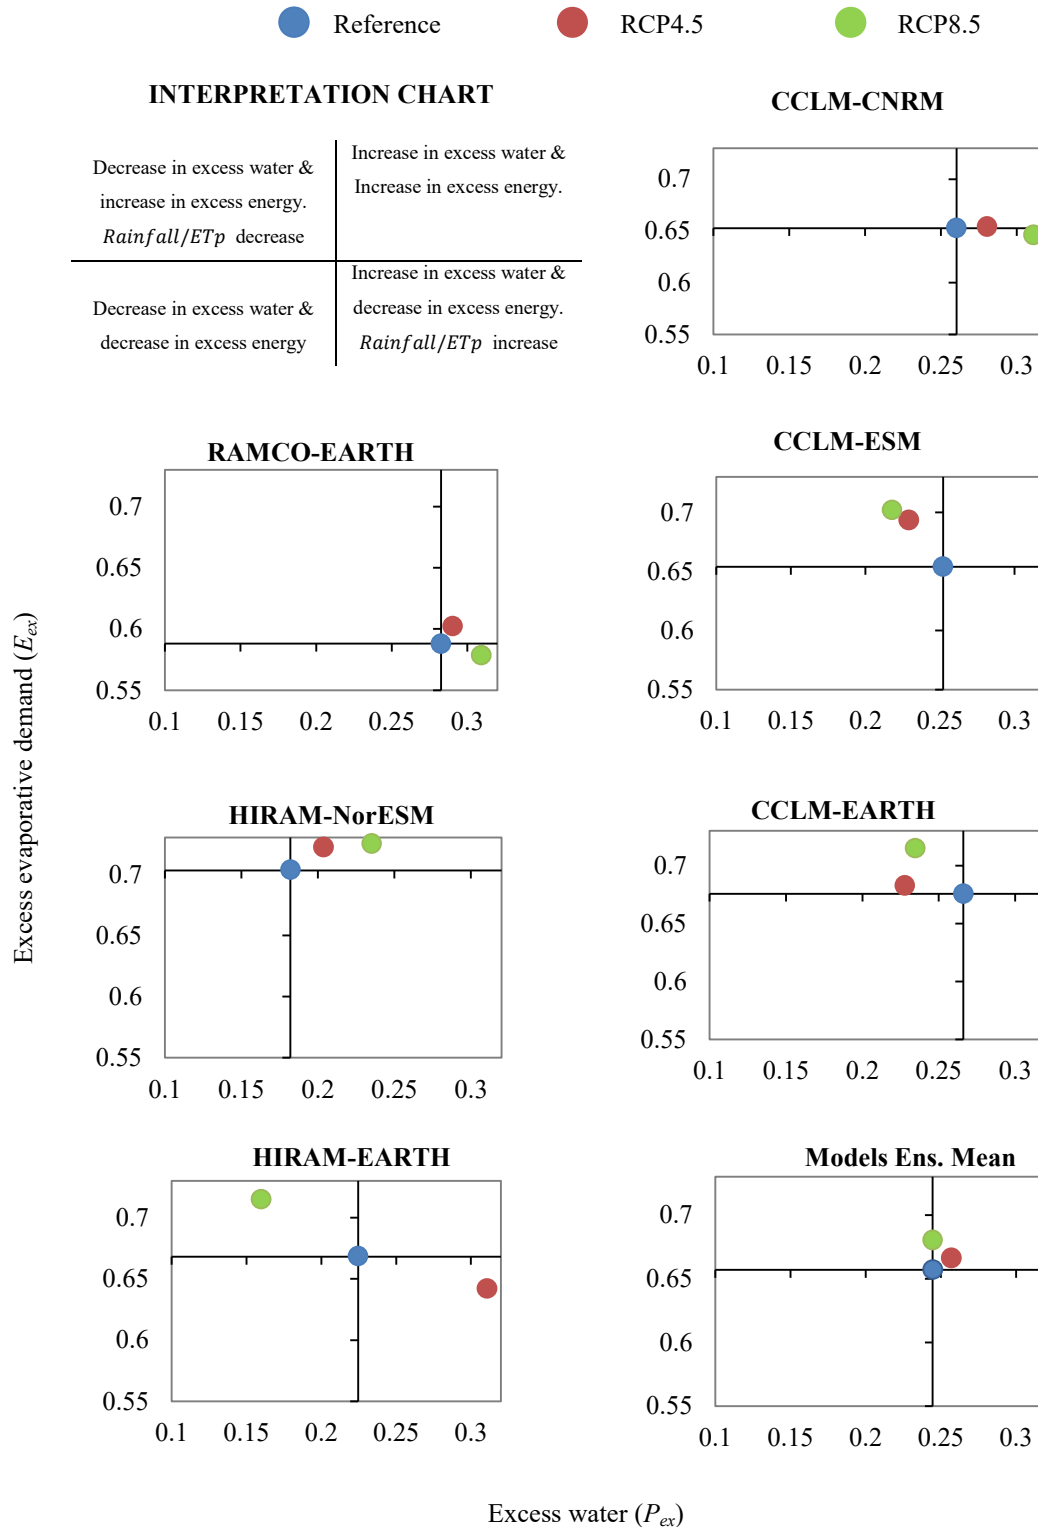 Reference RCP4.5 RCP8.5
INTERPRETATION CHART
Decrease in excess water &
increase in excess energy.
Rainfall/ETp decrease
Increase in excess water &
Increase in excess energy.
Decrease in excess water &
decrease in excess energy
Increase in excess water &
decrease in excess energy.
Rainfall/ETp increase
CCLM-CNRM
0.7
0.65
0.6
0.55
0.1 0.15 0.2 0.25 0.3
RAMCO-EARTH
0.7
0.65
0.6
0.55
0.1 0.15 0.2 0.25 0.3
CCLM-ESM
0.7
0.65
0.6
0.55
0.1 0.15 0.2 0.25 0.3
Excess evaporative demand (Eex)
HIRAM-NorESM
0.7
0.65
0.6
0.55
0.1 0.15 0.2 0.25 0.3
CCLM-EARTH
0.7
0.65
0.6
0.55
0.1 0.15 0.2 0.25 0.3
HIRAM-EARTH
0.7
0.65
0.6
0.55
0.1 0.15 0.2 0.25 0.3
Models Ens. Mean
0.7
0.65
0.6
0.55
0.1 0.15 0.2 0.25 0.3
Excess water (Pex)